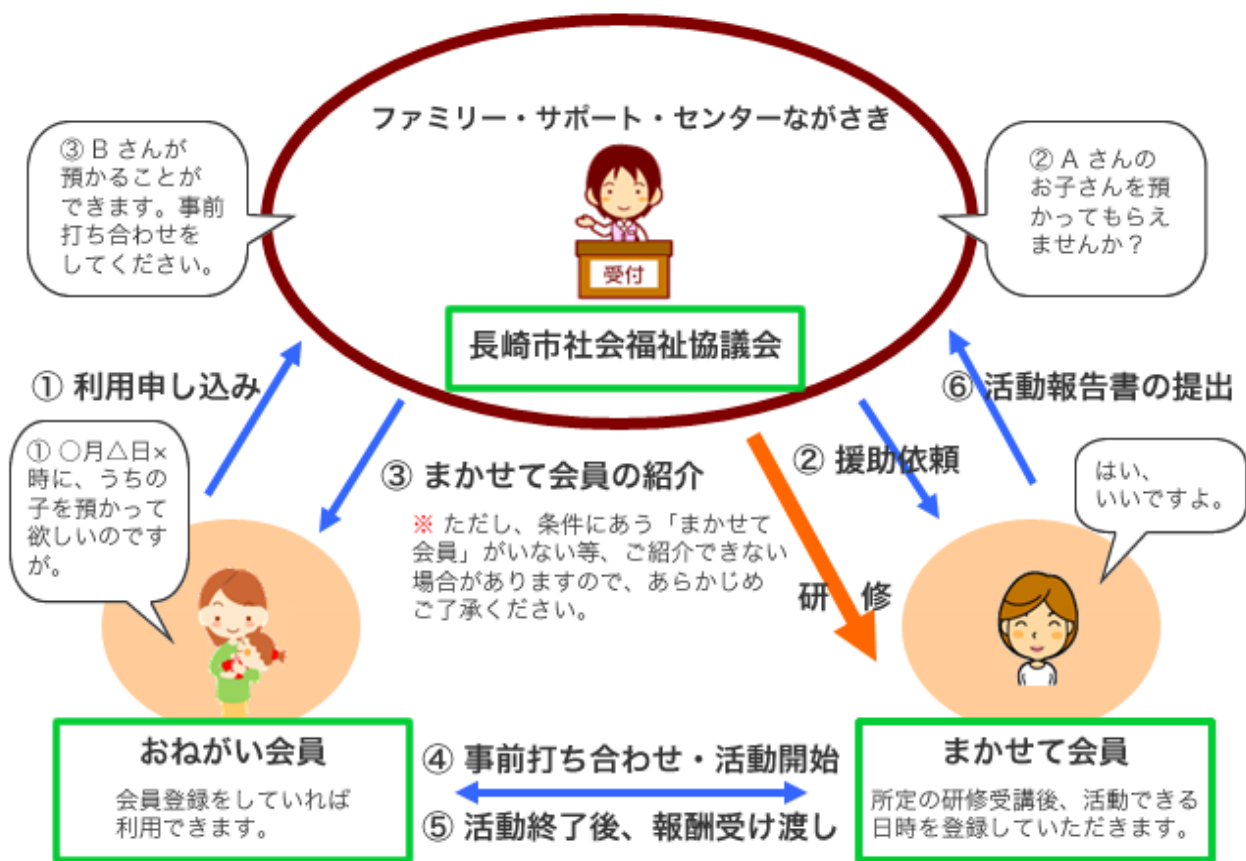 ファミリー・サポート・センターながさき
受付
長崎市社会福祉協議会
③ B さんが
預かることが
できます。事前
打ち合わせを
してください。
② A さんの
お子さんを預
かってもらえ
ませんか？
① 利用申し込み
① ○月△日×
時に、うちの
子を預かって
欲しいのです
が。
③ まかせて会員の紹介
※ ただし、条件にあう「まかせて
会員」がいない等、ご紹介できない
場合がありますので、あらかじめ
ご了承ください。
② 援助依頼
研 修
⑥ 活動報告書の提出
はい、
いいですよ。
おねがい会員
会員登録をしていれば
利用できます。
④ 事前打ち合わせ・活動開始
⑤ 活動終了後、報酬受け渡し
まかせて会員
所定の研修受講後、活動できる
日時を登録していただきます。